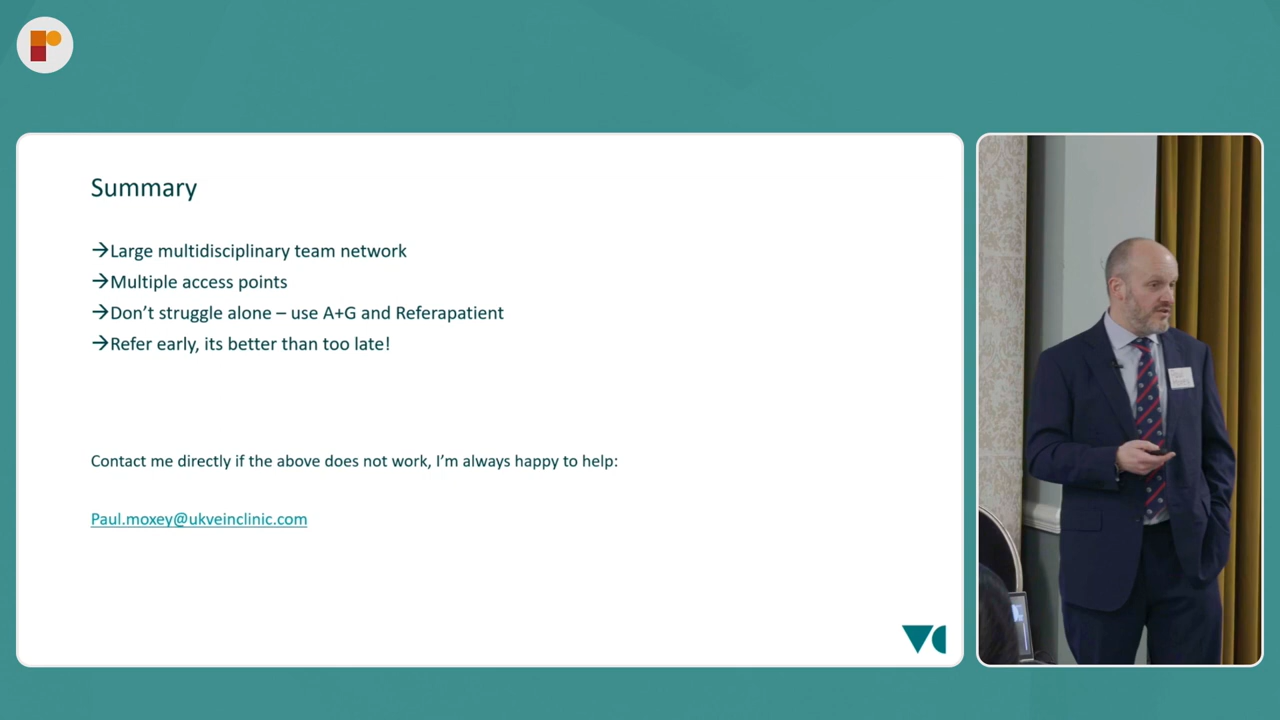 Summary
→Large multidisciplinary team network
→Multiple access points
→Don’t struggle alone – use A+G and Referapatient
→Refer early, its better than too late!
Contact me directly if the above does not work, I’m always happy to help:
Paul.moxey@ukveinclinic.com